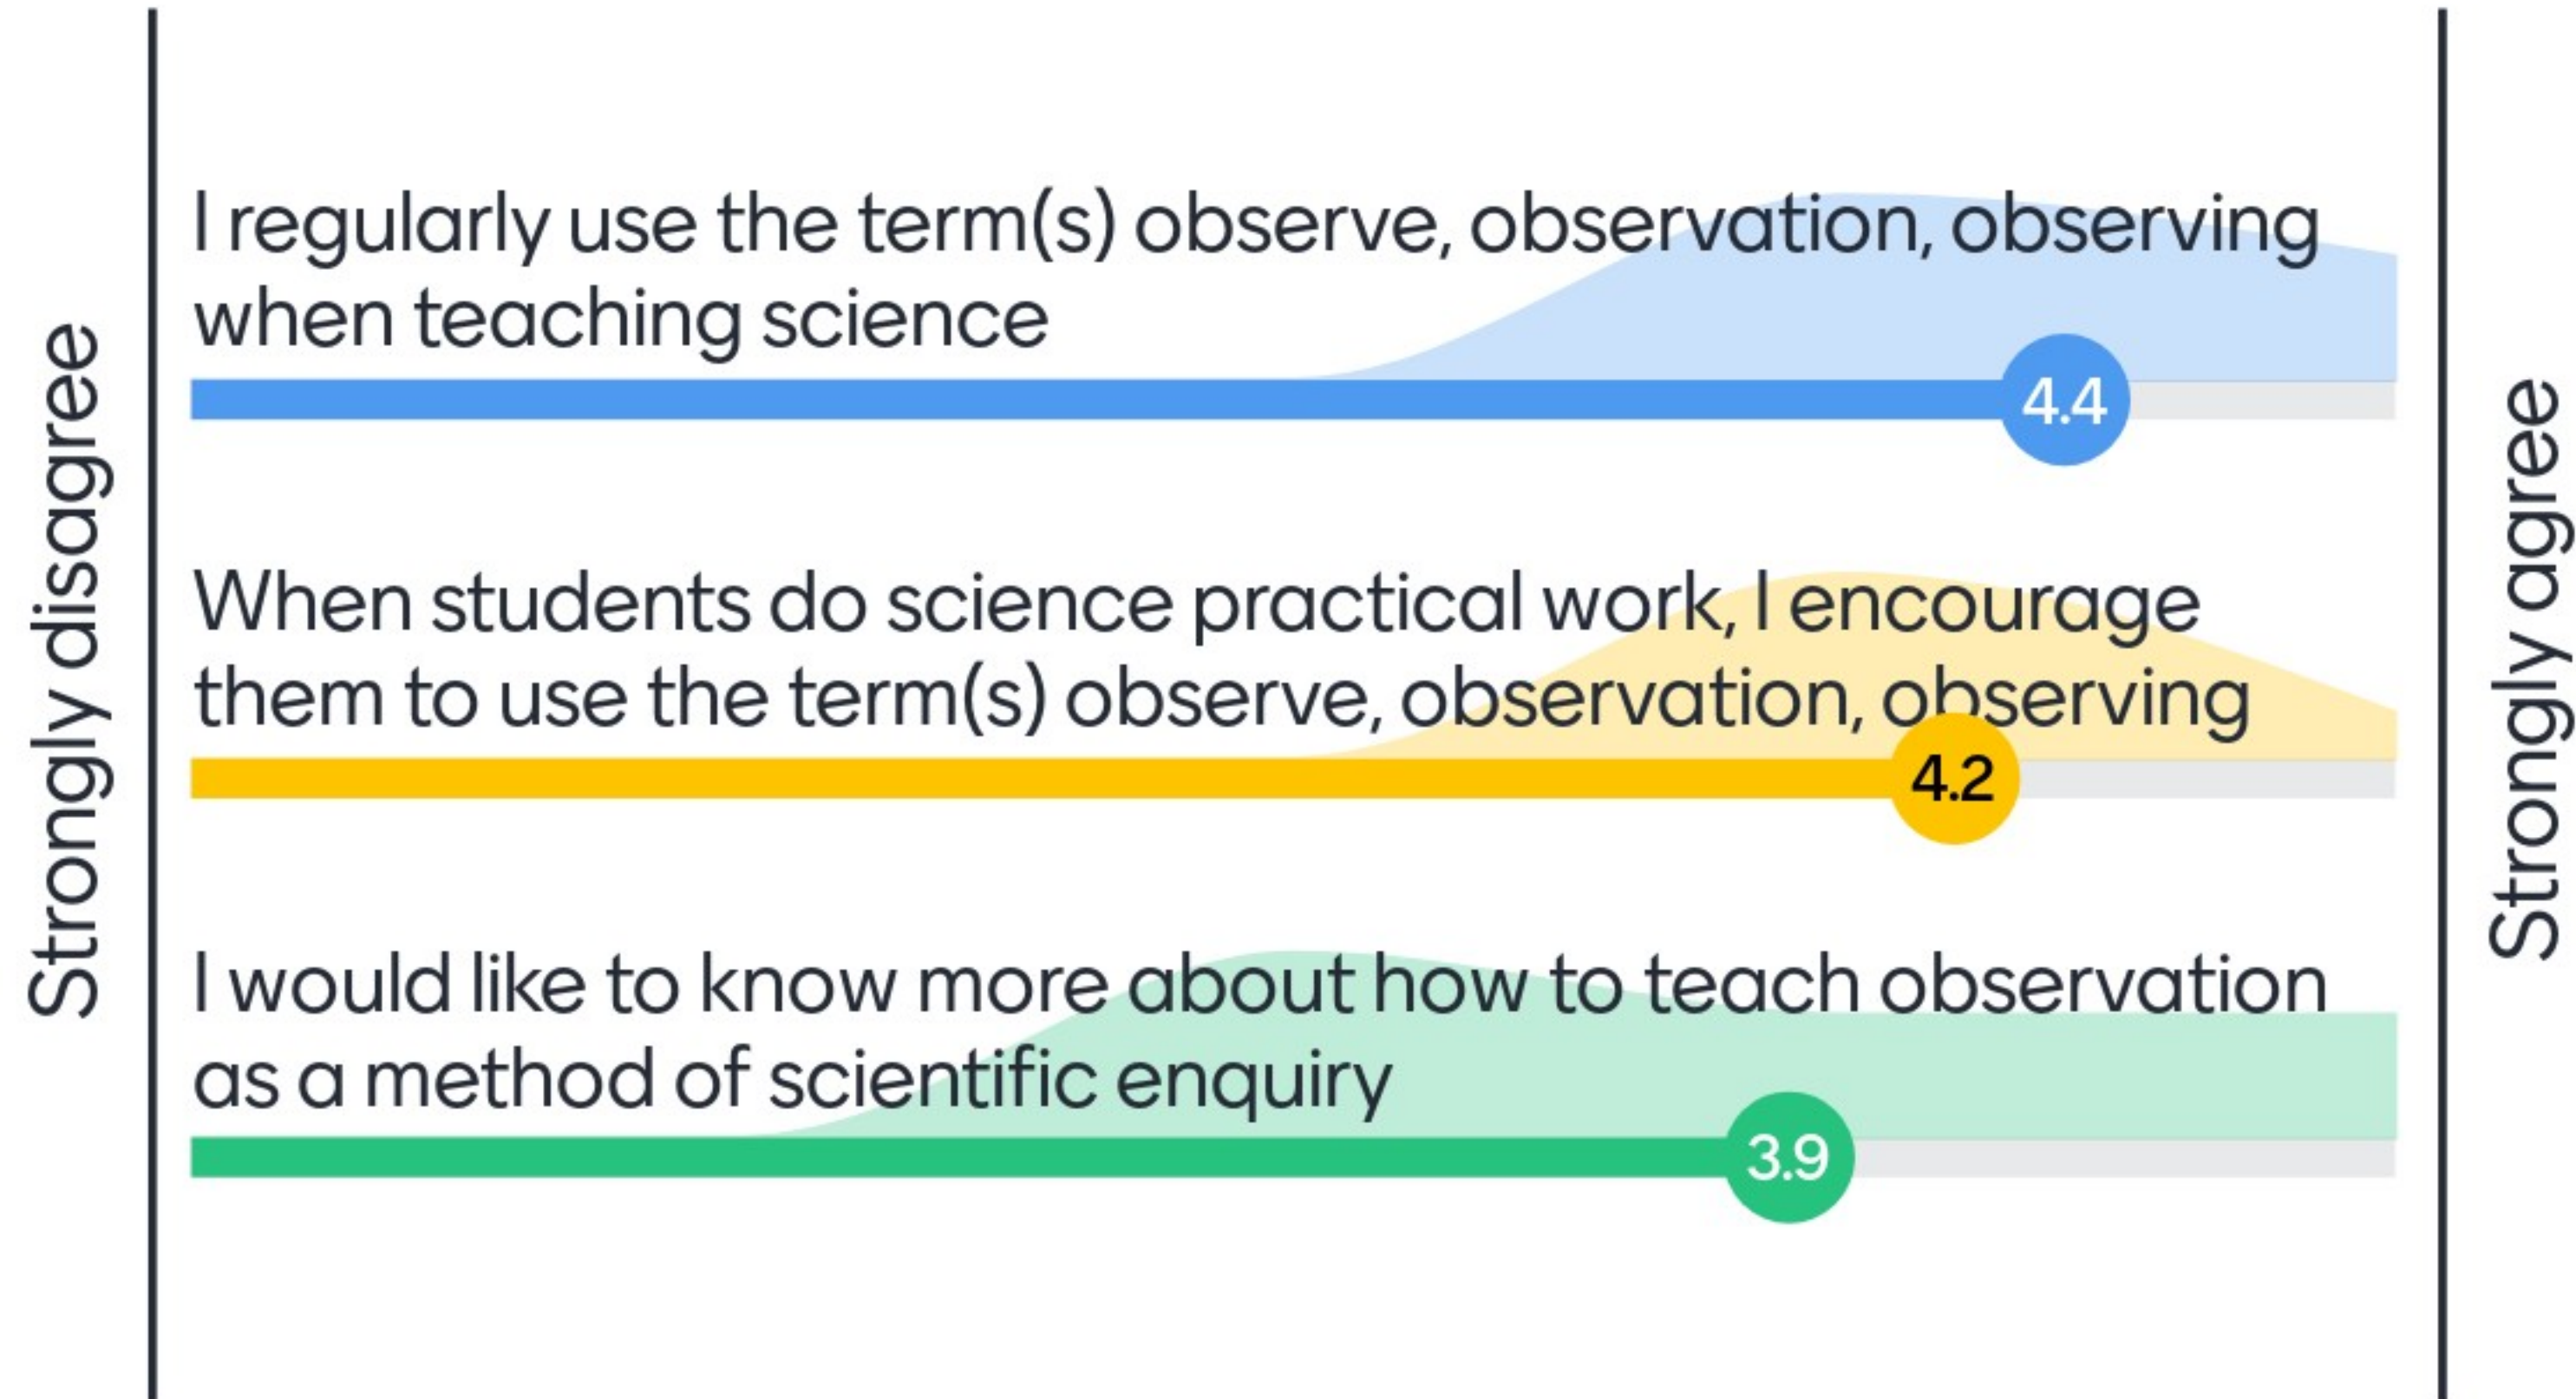 Strongly disagree
I regularly use the term(s) observe, observation, observing
when teaching science
4.4
When students do science practical work, I encourage
them to use the term(s) observe, observation, observing
4.2
I would like to know more about how to teach observation
as a method of scientific enquiry
3.9
Strongly agree